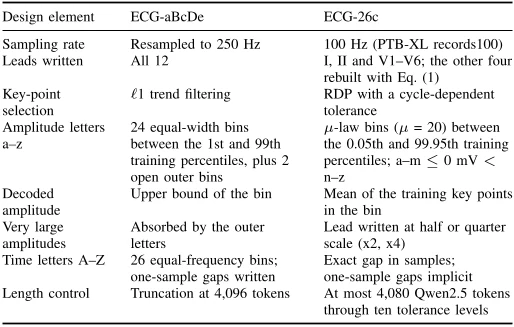 Design element ECG-aBcDe ECG-26c
Sampling rate Resampled to 250 Hz 100 Hz (PTB-XL records100)
Leads written All 12 I, II and V1–V6; the other four
rebuilt with Eq. (1)
Key-point ℓ1 trend filtering RDP with a cycle-dependent
selection tolerance
Amplitude letters 24 equal-width bins μ-law bins (μ = 20) between
a–z between the 1st and 99th the 0.05th and 99.95th training
training percentiles, plus 2 percentiles; a–m ≤ 0 mV <
open outer bins n–z
Decoded Upper bound of the bin Mean of the training key points
amplitude in the bin
Very large Absorbed by the outer Lead written at half or quarter
amplitudes letters scale (x2, x4)
Time letters A–Z 26 equal-frequency bins; Exact gap in samples;
one-sample gaps written one-sample gaps implicit
Length control Truncation at 4,096 tokens At most 4,080 Qwen2.5 tokens
through ten tolerance levels